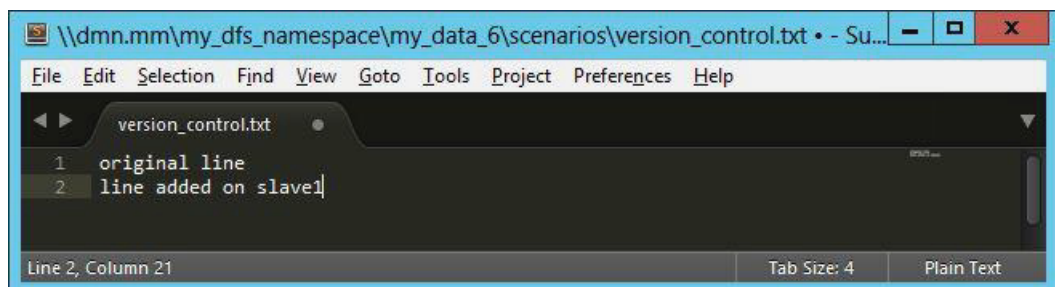 \\dmn.mm\my_dfs_namespace\my_data_6\scenarios\version_control.txt • - Su...
File Edit Selection Find View Goto Tools Project Preferences Help
version_control.txt
1 original line
2 line added on slave1
Line 2, Column 21 Tab Size: 4 Plain Text